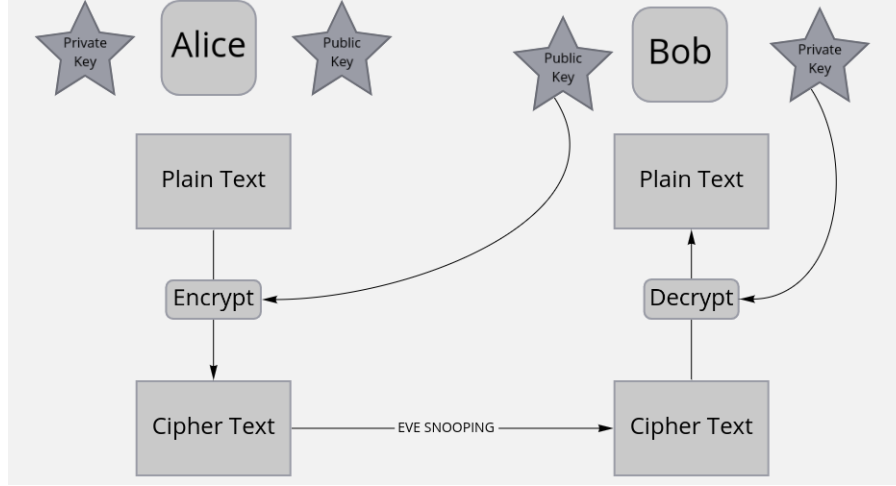 Private
Key
Alice
Public
Key
Public
Key
Bob
Private
Key
Plain Text
Plain Text
Encrypt
Decrypt
Cipher Text
EVE SNOOPING
Cipher Text